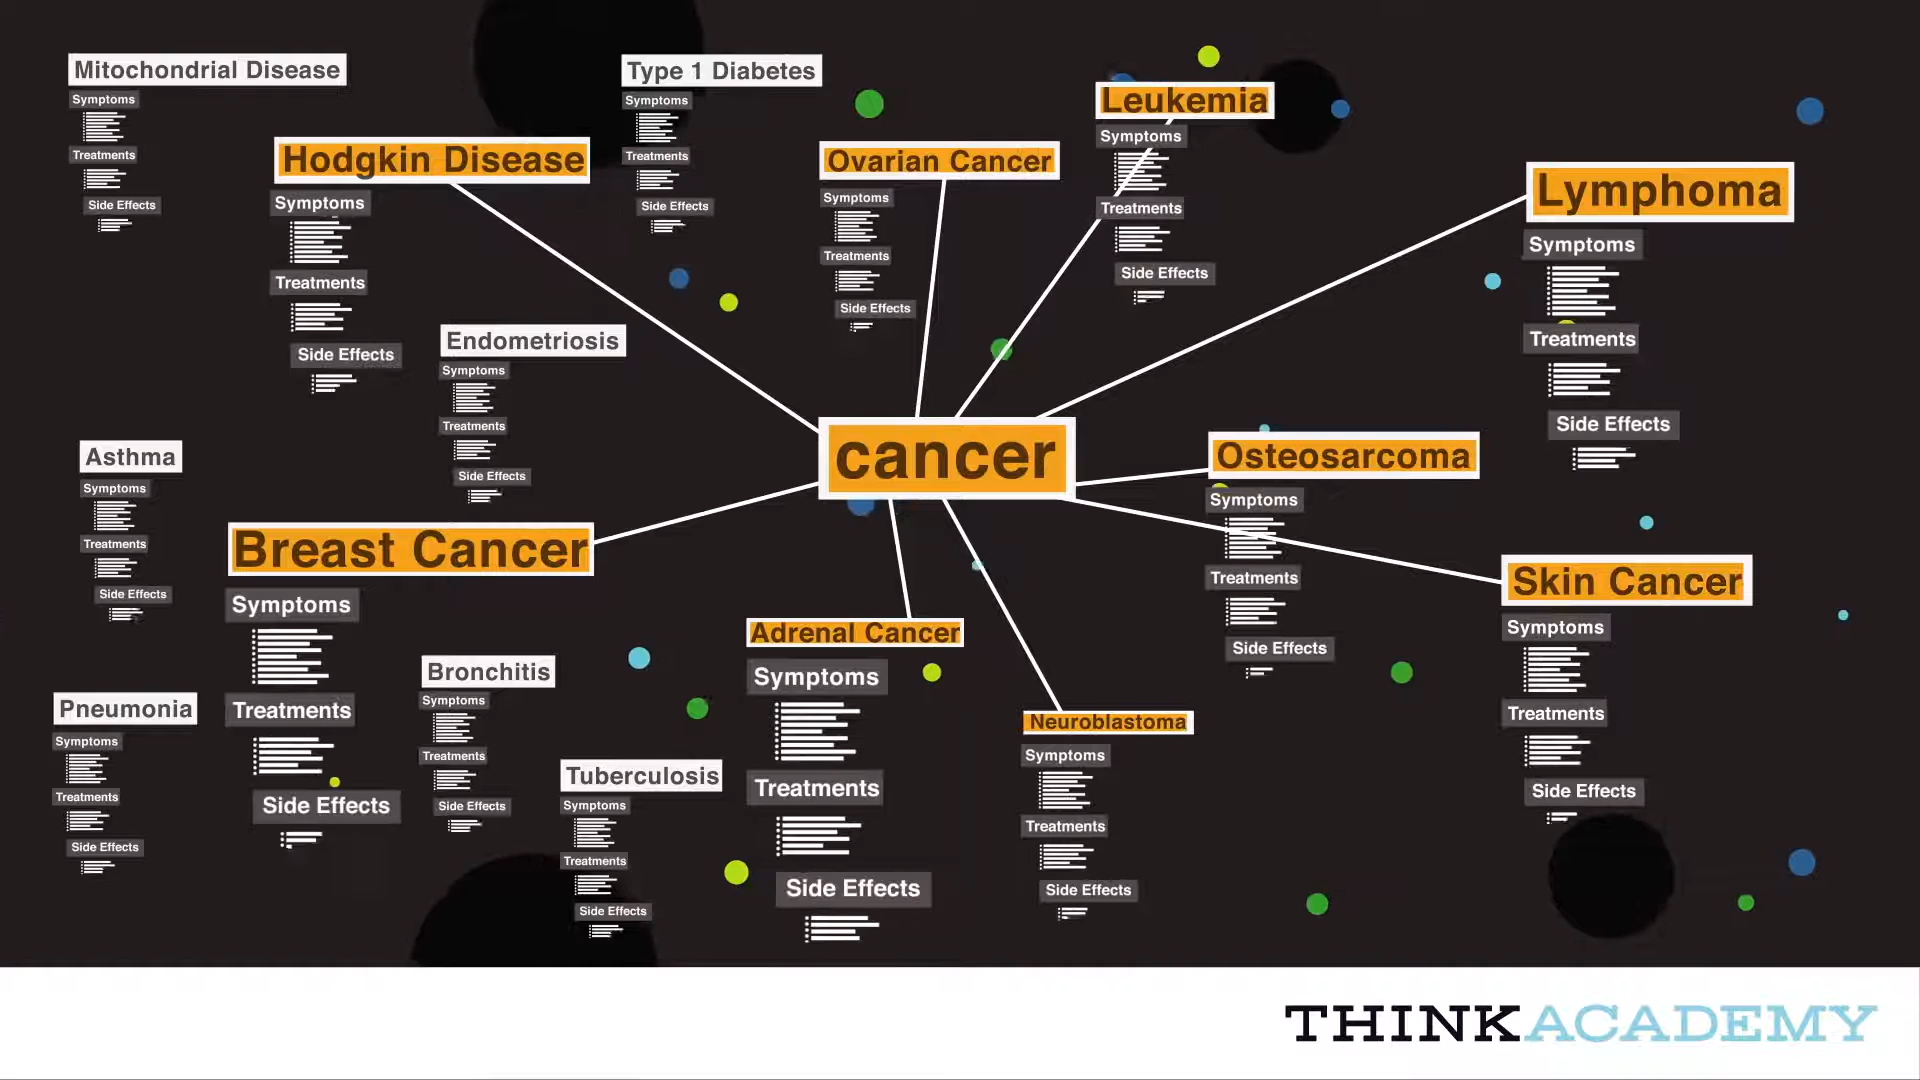 Mitochondrial Disease
Symptoms
Treatments
Side Effects
Hodgkin Disease
Symptoms
Treatments
Side Effects
Type 1 Diabetes
Symptoms
Treatments
Side Effects
Ovarian Cancer
Symptoms
Treatments
Side Effects
Leukemia
Symptoms
Treatments
Side Effects
Lymphoma
Symptoms
Treatments
Side Effects
Endometriosis
Symptoms
Treatments
Side Effects
cancer
Osteosarcoma
Symptoms
Treatments
Side Effects
Asthma
Symptoms
Treatments
Side Effects
Breast Cancer
Symptoms
Treatments
Side Effects
Skin Cancer
Symptoms
Treatments
Side Effects
Adrenal Cancer
Symptoms
Treatments
Side Effects
Bronchitis
Symptoms
Treatments
Side Effects
Pneumonia
Symptoms
Treatments
Side Effects
Neuroblastoma
Symptoms
Treatments
Side Effects
Tuberculosis
Symptoms
Treatments
Side Effects
THINKACADEMY